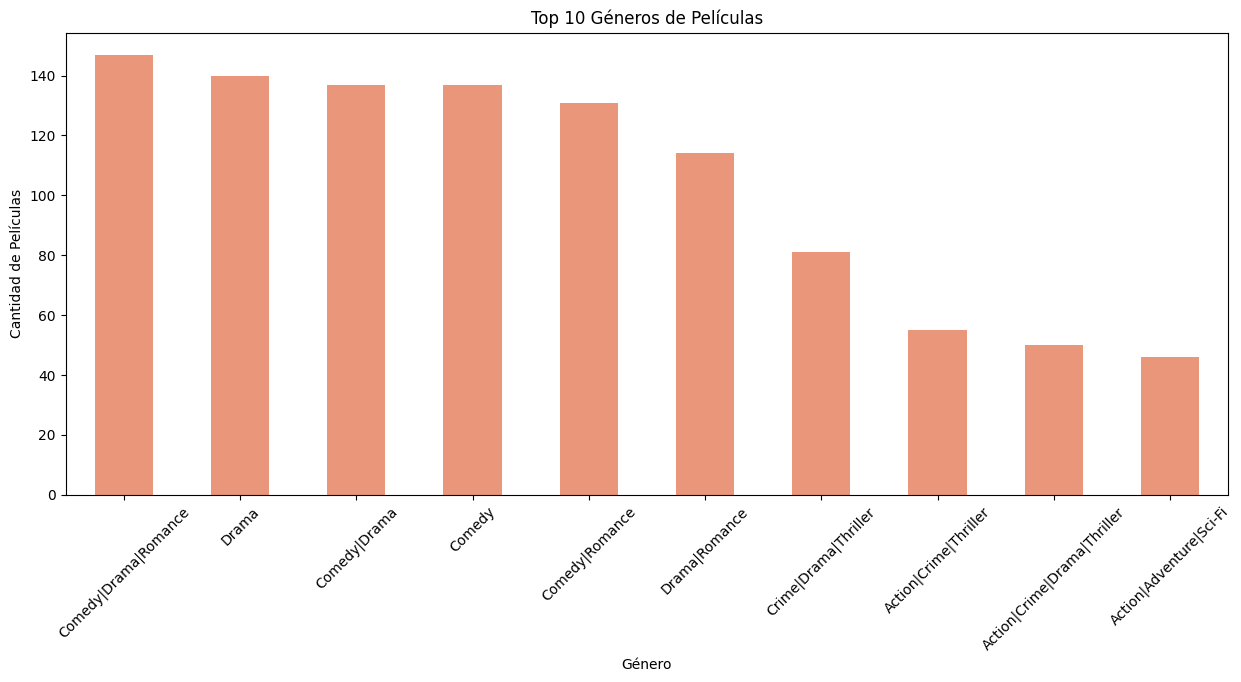 Top 10 Géneros de Películas
Cantidad de Películas
140
120
100
80
60
40
20
0
Comedy|Drama|Romance
Drama
Comedy|Drama
Comedy
Comedy|Romance
Drama|Romance
Crime|Drama|Thriller
Action|Crime|Thriller
Action|Crime|Drama|Thriller
Action|Adventure|Sci-Fi
Género